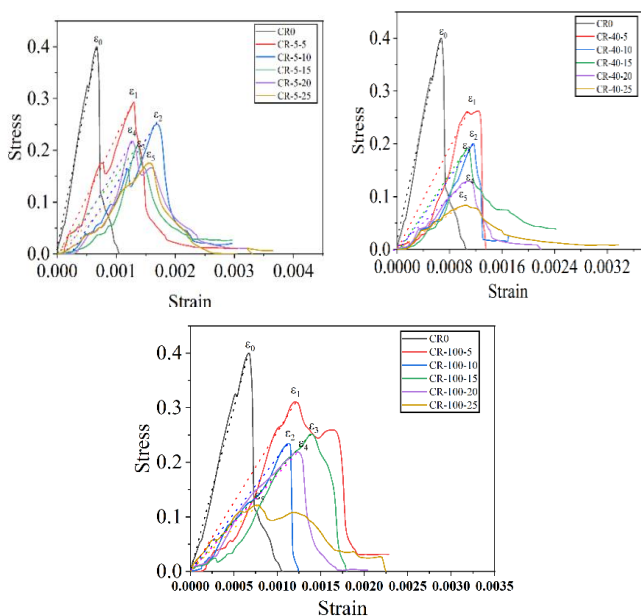 Stress
0.4
0.3
0.2
0.1
0.0
ε₀
ε₁
ε₂
ε₄
ε₅
CR0
CR-5-5
CR-5-10
CR-5-15
CR-5-20
CR-5-25
0.000 0.001 0.002 0.003 0.004
Strain
Stress
0.4
0.3
0.2
0.1
0.0
ε₀
ε₁
ε₂
ε₄
ε₅
CR0
CR-40-5
CR-40-10
CR-40-15
CR-40-20
CR-40-25
0.0000 0.0008 0.0016 0.0024 0.0032
Strain
Stress
0.4
0.3
0.2
0.1
0.0
ε₀
ε₁
ε₃
ε₂
ε₄
CR0
CR-100-5
CR-100-10
CR-100-15
CR-100-20
CR-100-25
0.0000 0.0005 0.0010 0.0015 0.0020 0.0025 0.0030 0.0035
Strain